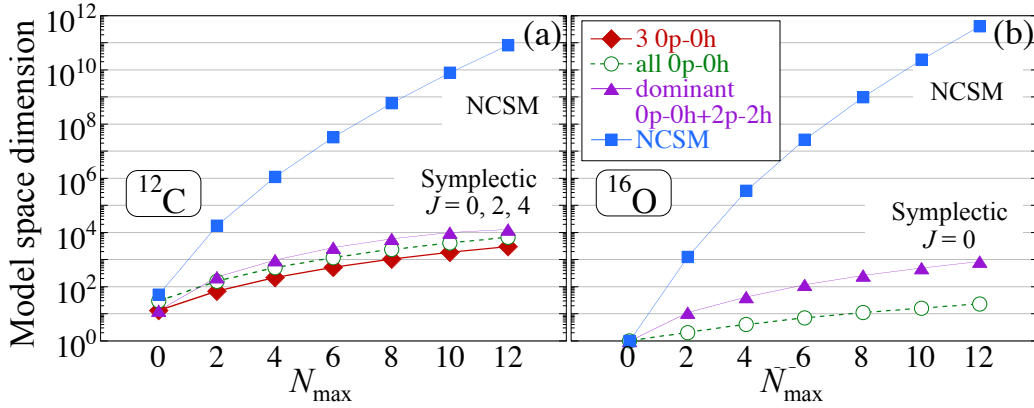 Model space dimension
10^12
10^10
10^8
10^6
10^4
10^2
10^0
(a)
NCSM
^12C
Symplectic
J = 0, 2, 4
0 2 4 6 8 10 12
N_max
3 0p-0h
all 0p-0h
dominant
0p-0h+2p-2h
NCSM
(b)
NCSM
^16O
Symplectic
J = 0
0 2 4 6 8 10 12
N_max